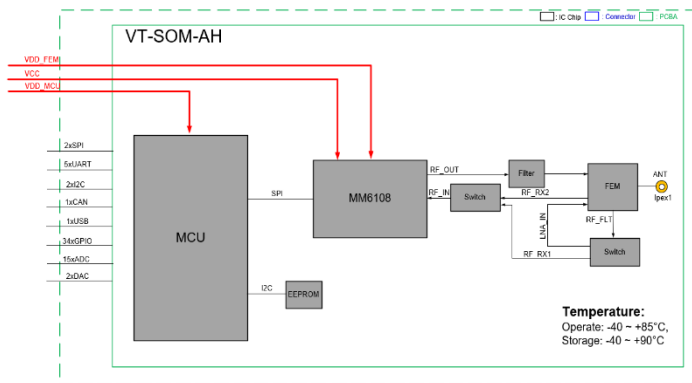 : IC Chip : Connector : PCBA
VT-SOM-AH
VDD_FEM
VCC
VDD_MCU
2xSPI
5xUART
2xI2C
1xCAN
1xUSB
34xGPIO
15xADC
2xDAC
MCU
SPI
I2C
EEPROM
MM6108
RF_OUT
RF_IN
Filter
Switch
RF_RX2
RF_RX1
LNA_IN
FEM
RF_FLT
Switch
ANT
Ipex1
Temperature:
Operate: -40 ~ +85°C,
Storage: -40 ~ +90°C